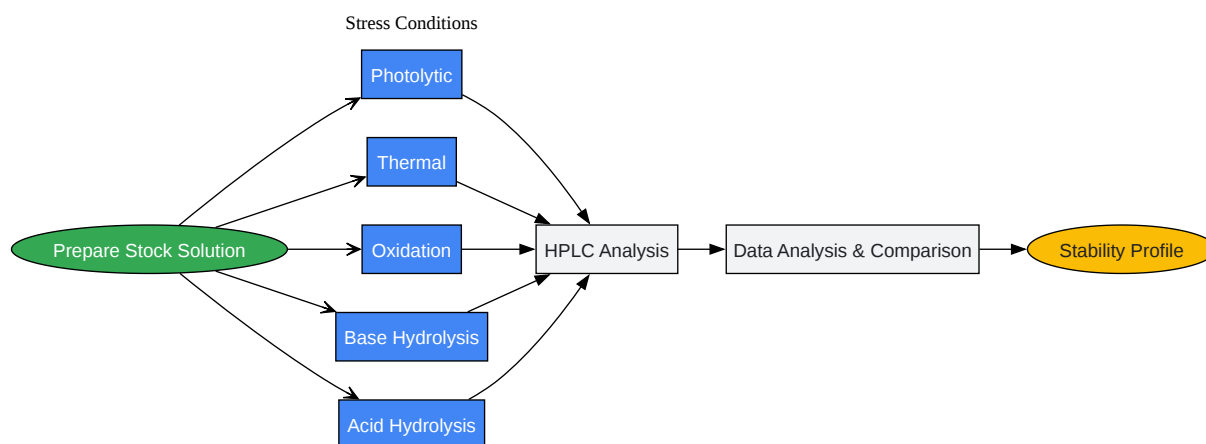 Stress Conditions
Photolytic
Thermal
Prepare Stock Solution
Oxidation
HPLC Analysis
Data Analysis & Comparison
Stability Profile
Base Hydrolysis
Acid Hydrolysis